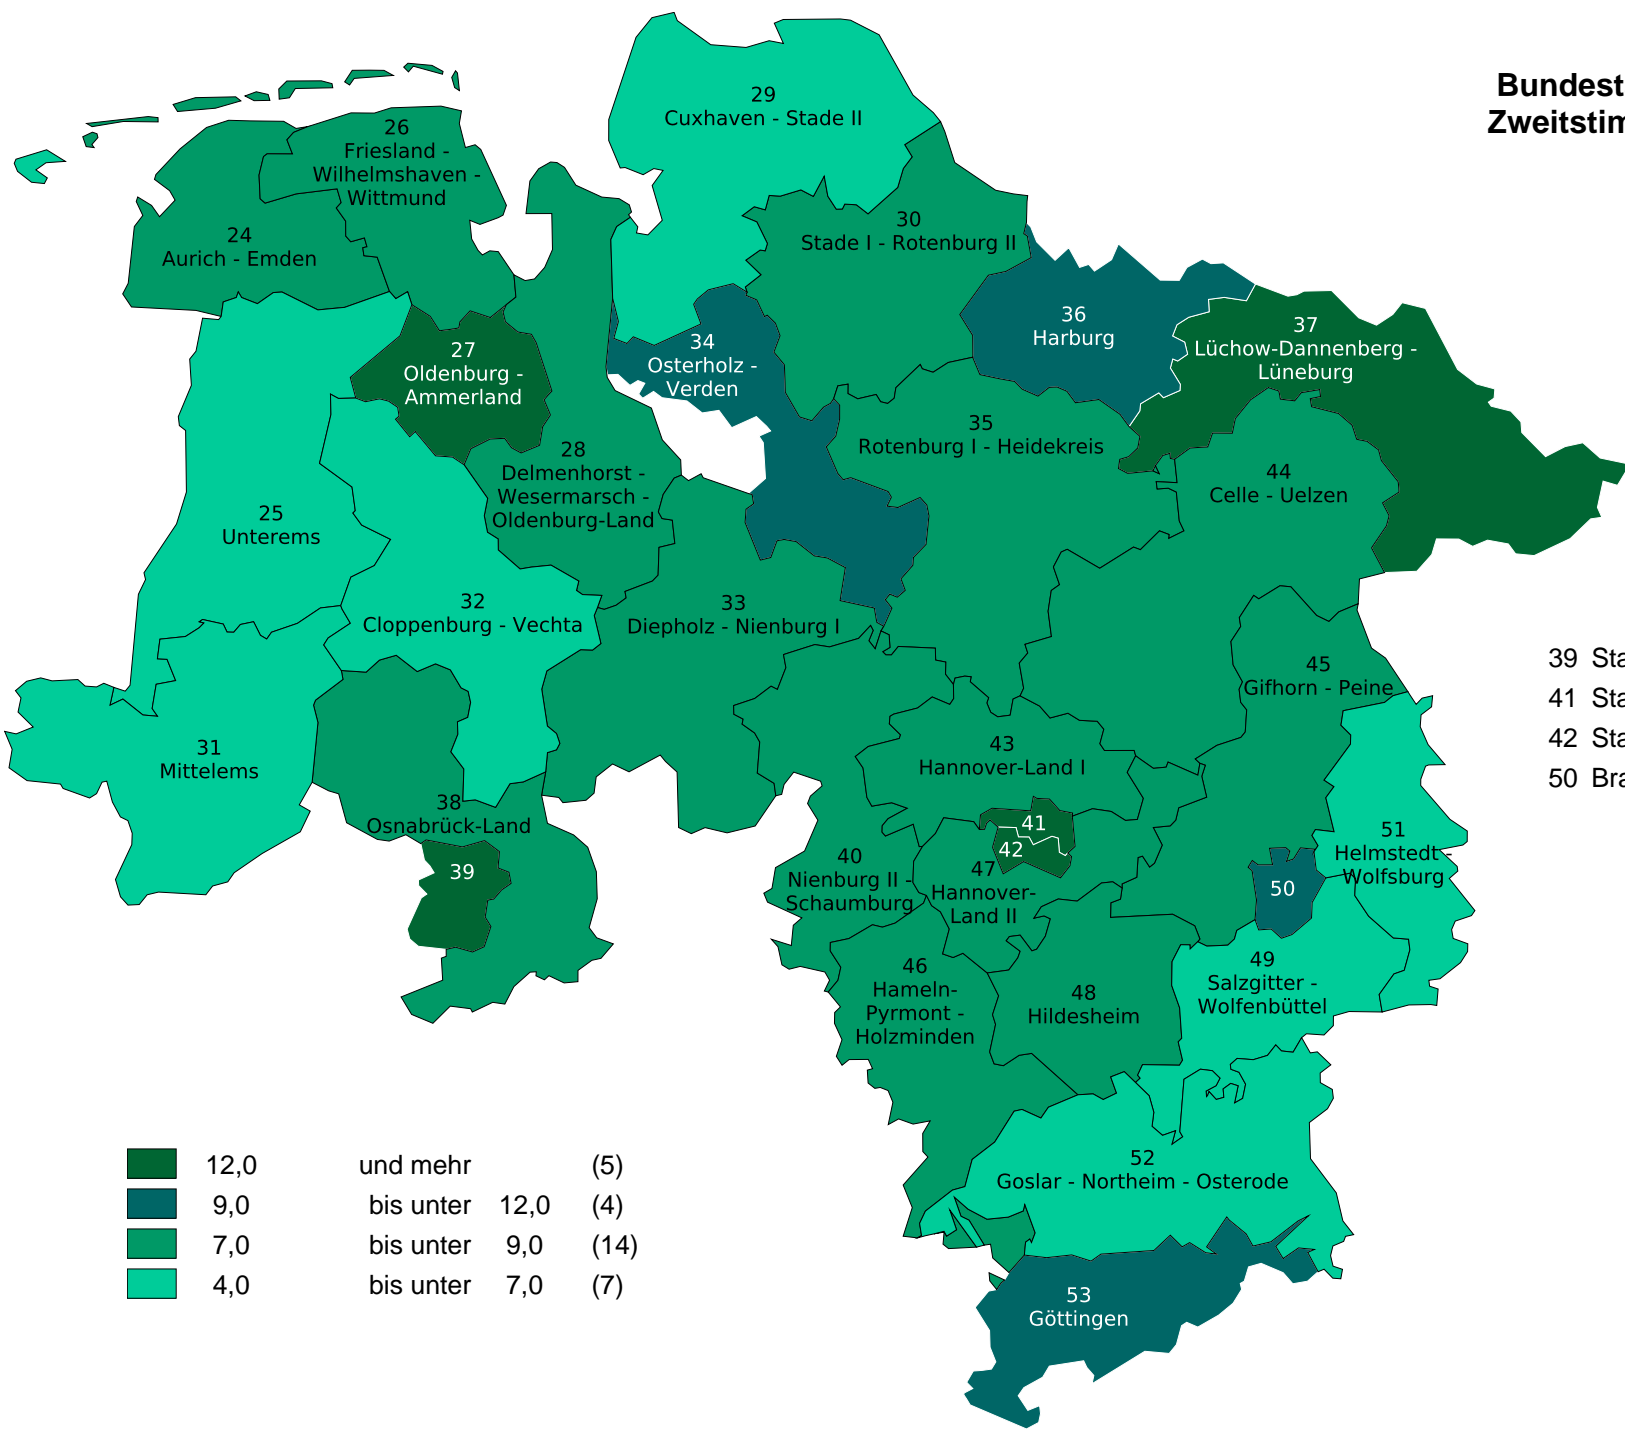 Bundest
Zweitstim
29
Cuxhaven - Stade II
26
Friesland -
Wilhelmshaven -
Wittmund
24
Aurich - Emden
30
Stade I - Rotenburg II
36
Harburg
37
Lüchow-Dannenberg -
Lüneburg
34
Osterholz -
Verden
27
Oldenburg -
Ammerland
35
Rotenburg I - Heidekreis
28
Delmenhorst -
Wesermarsch -
Oldenburg-Land
44
Celle - Uelzen
25
Unterems
32
Cloppenburg - Vechta
33
Diepholz - Nienburg I
45
Gifhorn - Peine
39 Sta
41 Sta
42 Sta
50 Bra
31
Mittelems
43
Hannover-Land I
38
Osnabrück-Land
41
42
51
Helmstedt -
Wolfsburg
40
Nienburg II -
Schaumburg
47
Hannover-
Land II
39
50
49
Salzgitter -
Wolfenbüttel
46
Hameln-
Pyrmont -
Holzminden
48
Hildesheim
52
Goslar - Northeim - Osterode
53
Göttingen
12,0 und mehr (5)
9,0 bis unter 12,0 (4)
7,0 bis unter 9,0 (14)
4,0 bis unter 7,0 (7)